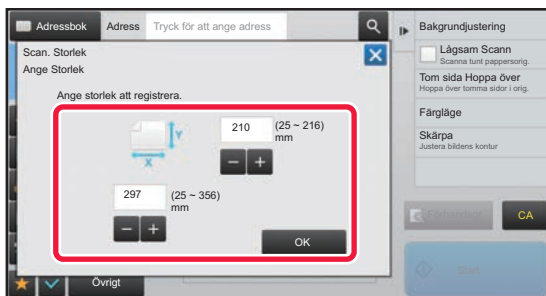 Adressbok Adress Tryck för att ange adress
Scan. Storlek
Ange Storlek
Ange storlek att registrera.
Y
X
210 (25 ~ 216)
mm
297 (25 ~ 356)
mm
OK
Övrigt
Bakgrundjustering
Lågsam Scann
Scanna tunt pappersorig.
Tom sida Hoppa över
Hoppa över tomma sidor i orig.
Färgläge
Skärpa
Justera bildens kontur
CA
Start